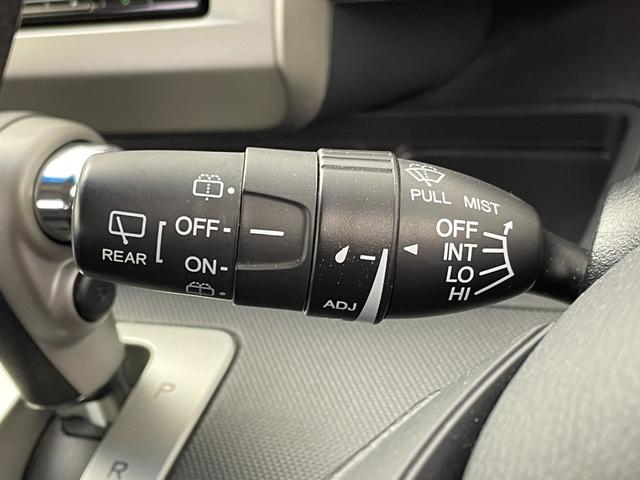 REAR
OFF
ON
ADJ
PULL MIST
OFF
INT
LO
HI
P
R